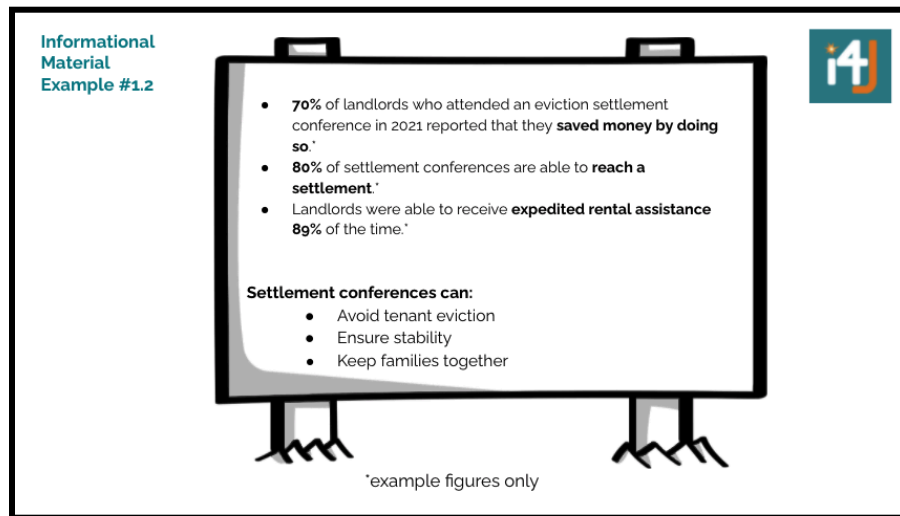 Informational
Material
Example #1.2
i4J
● 70% of landlords who attended an eviction settlement
conference in 2021 reported that they saved money by doing
so.*
● 80% of settlement conferences are able to reach a
settlement.*
● Landlords were able to receive expedited rental assistance
89% of the time.*
Settlement conferences can:
● Avoid tenant eviction
● Ensure stability
● Keep families together
*example figures only